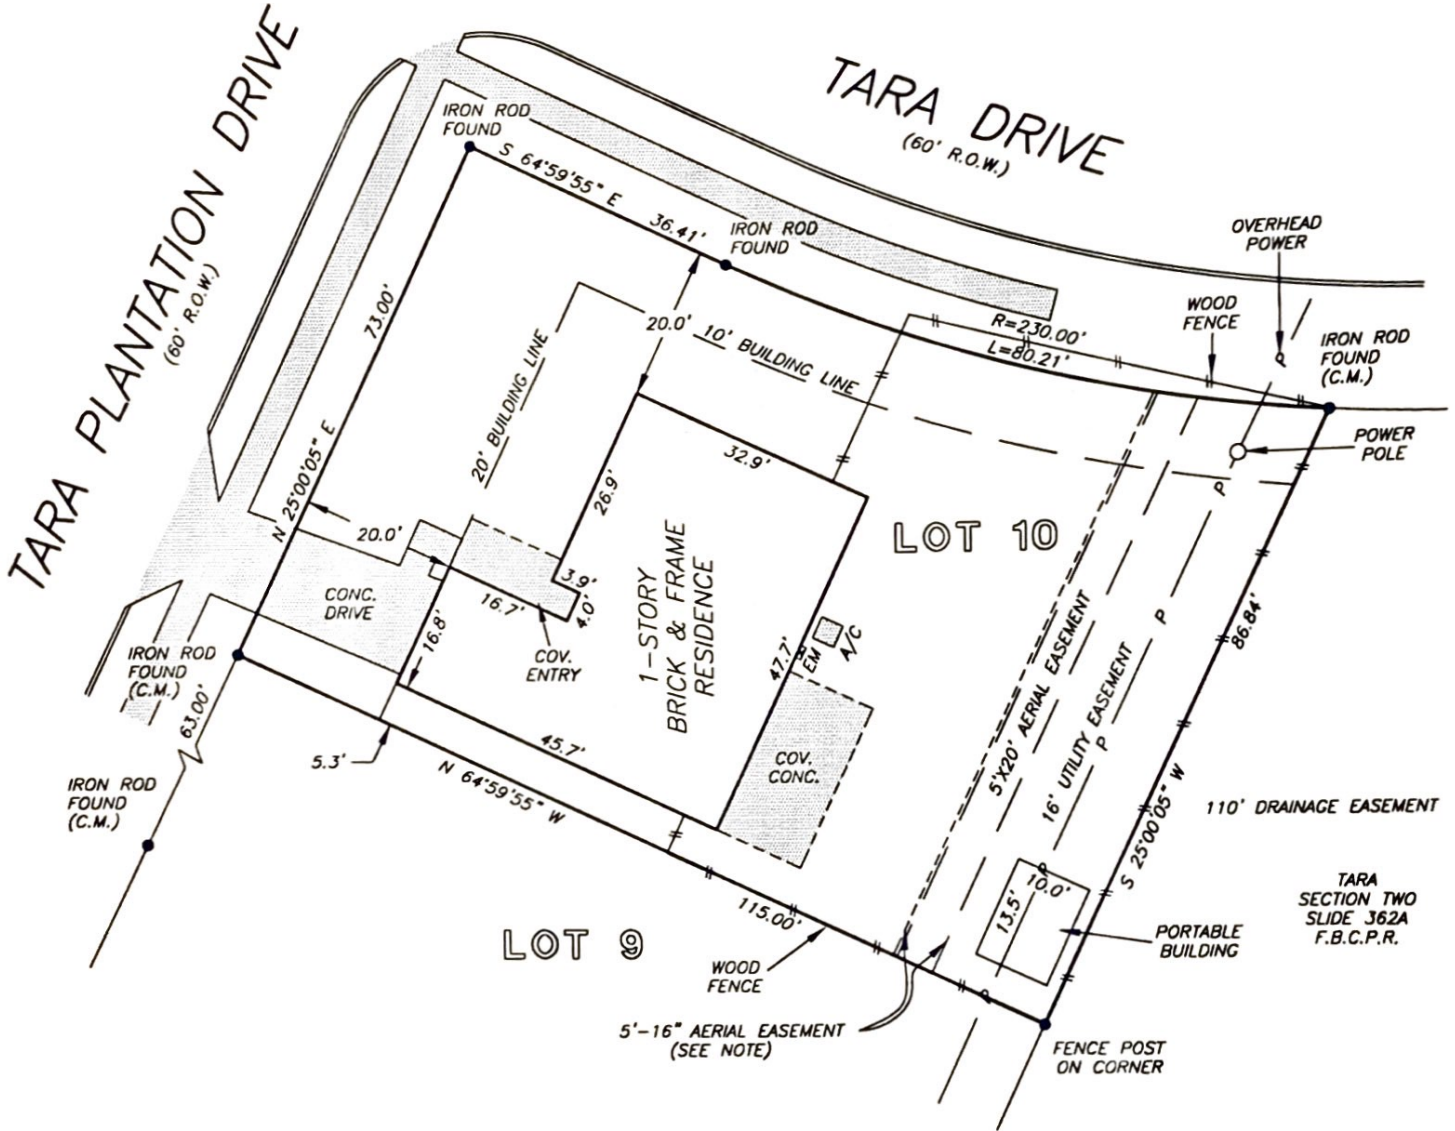 TARA DRIVE
(60' R.O.W.)
TARA PLANTATION DRIVE
(60' R.O.W.)
IRON ROD
FOUND
S 64°59'55" E
36.41'
IRON ROD
FOUND
OVERHEAD
POWER
WOOD
FENCE
R=230.00'
L=80.21'
IRON ROD
FOUND
(C.M.)
P
POWER
POLE
P
73.00'
20.0'
10' BUILDING LINE
20' BUILDING LINE
N 25°00'05" E
20.0'
32.9'
26.9'
LOT 10
3.9'
4.0'
16.7'
16.8'
CONC.
DRIVE
COV.
ENTRY
1-STORY
BRICK & FRAME
RESIDENCE
47.7'
EM
A/C
5'X20' AERIAL EASEMENT
16' UTILITY EASEMENT
P
P
86.84'
IRON ROD
FOUND
(C.M.)
63.00'
5.3'
45.7'
N 64°59'55" W
COV.
CONC.
IRON ROD
FOUND
(C.M.)
110' DRAINAGE EASEMENT
S 25°00'05" W
P
10.0'
13.5'
TARA
SECTION TWO
SLIDE 362A
F.B.C.P.R.
115.00'
PORTABLE
BUILDING
LOT 9
WOOD
FENCE
P
5'-16" AERIAL EASEMENT
(SEE NOTE)
FENCE POST
ON CORNER